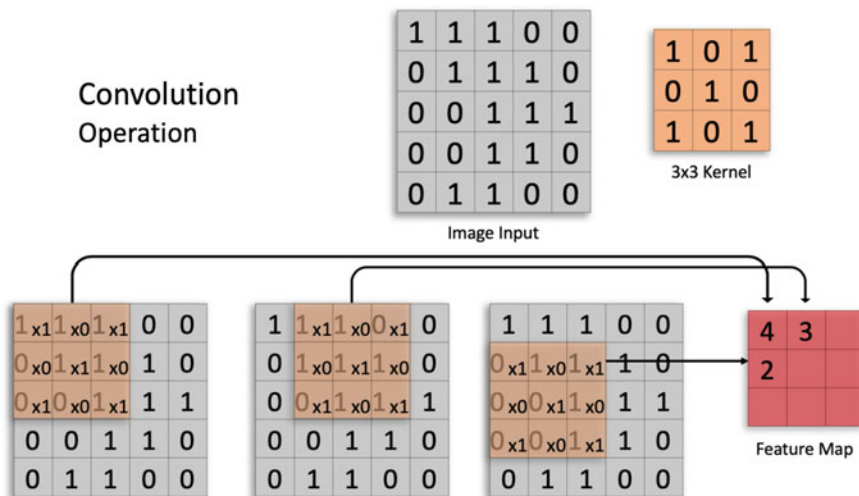 Convolution
Operation
1 1 1 0 0
0 1 1 1 0
0 0 1 1 1
0 0 1 1 0
0 1 1 0 0
Image Input
1 0 1
0 1 0
1 0 1
3x3 Kernel
1x1 1x0 1x1 0 0
0x0 1x1 1x0 1 0
0x1 0x0 1x1 1 1
0 0 1 1 0
0 1 1 0 0
1 1x1 1x0 0x1 0
0 1x0 1x1 1x0 0
0 0x1 1x0 1x1 1
0 0 1 1 0
0 1 1 0 0
1 1 1 0 0
0x1 1x0 1x1 1 0
0x0 0x1 1x0 1 1
0x1 0x0 1x1 1 0
0 1 1 0 0
4 3
2
Feature Map